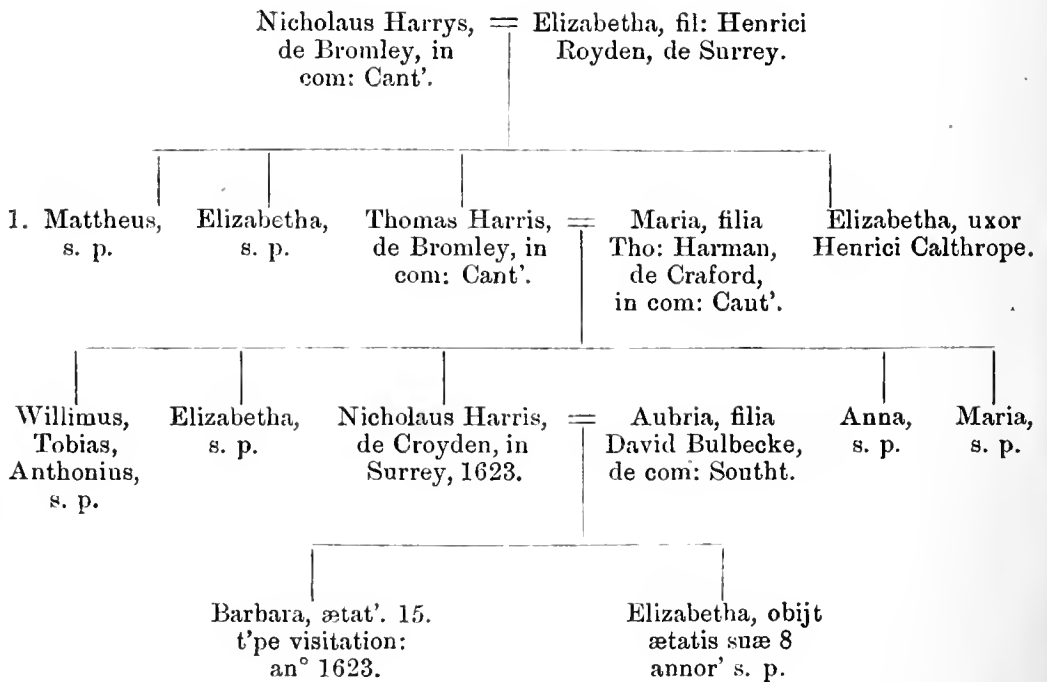 Nicholaus Harrys, = Elizabetha, fil: Henrici
de Bromley, in Royden, de Surrey.
com: Cant'.
1. Mattheus, Elizabetha, Thomas Harris, = Maria, filia Elizabetha, uxor
s. p. s. p. de Bromley, in Tho: Harman, Henrici Calthrope.
com: Cant'. de Craford,
in com: Caut'.
Willimus, Elizabetha, Nicholaus Harris, = Aubria, filia Anna, Maria,
Tobias, s. p. de Croyden, in David Bulbecke, s. p. s. p.
Anthonius, Surrey, 1623. de com: Southt.
s. p.
Barbara, ætat'. 15. Elizabetha, obijt
t'pe visitation: ætatis suæ 8
an° 1623. annor' s. p.